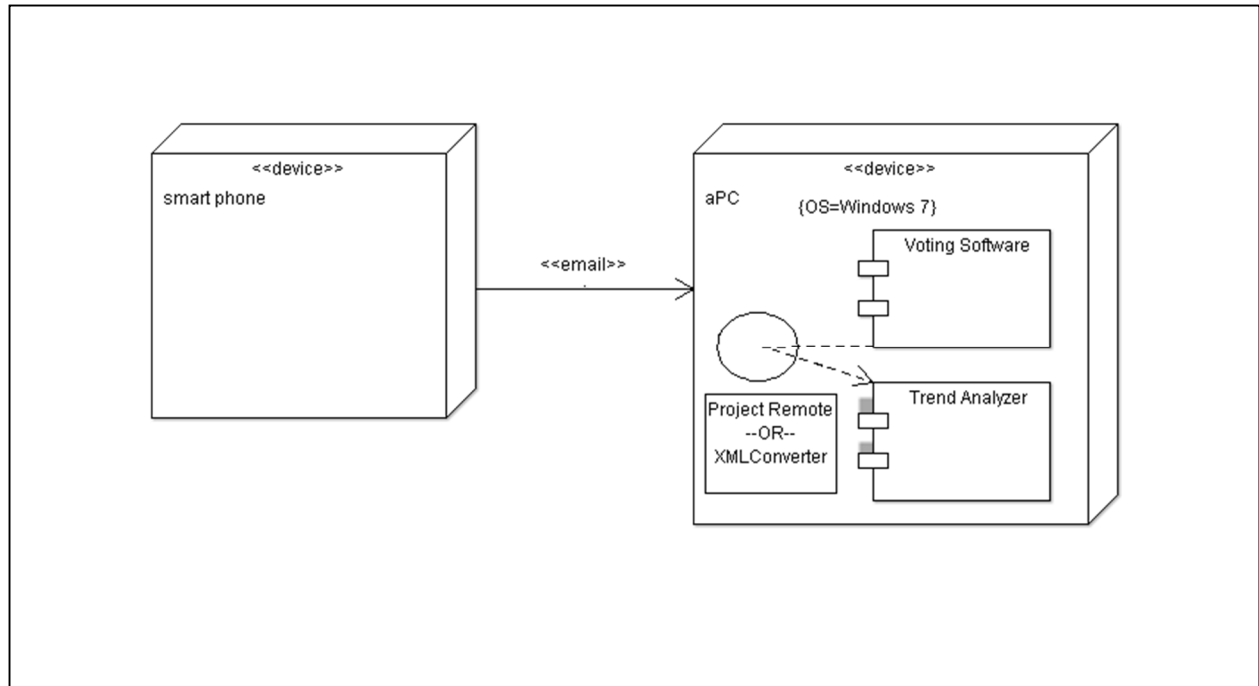 <<device>>
smart phone
<<email>>
<<device>>
aPC
{OS=Windows 7}
Voting Software
Project Remote
--OR--
XMLConverter
Trend Analyzer